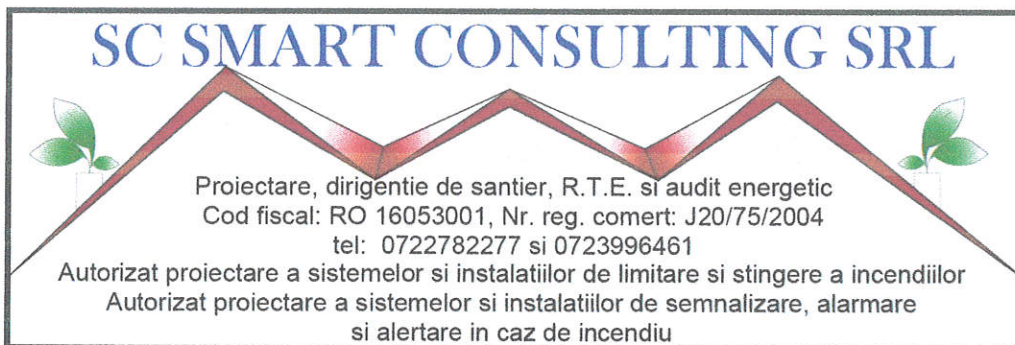 SC SMART CONSULTING SRL
Proiectare, dirigentie de santier, R.T.E. si audit energetic
Cod fiscal: RO 16053001, Nr. reg. comert: J20/75/2004
tel: 0722782277 si 0723996461
Autorizat proiectare a sistemelor si instalatiilor de limitare si stingere a incendiilor
Autorizat proiectare a sistemelor si instalatiilor de semnalizare, alarmare
si alertare in caz de incendiu